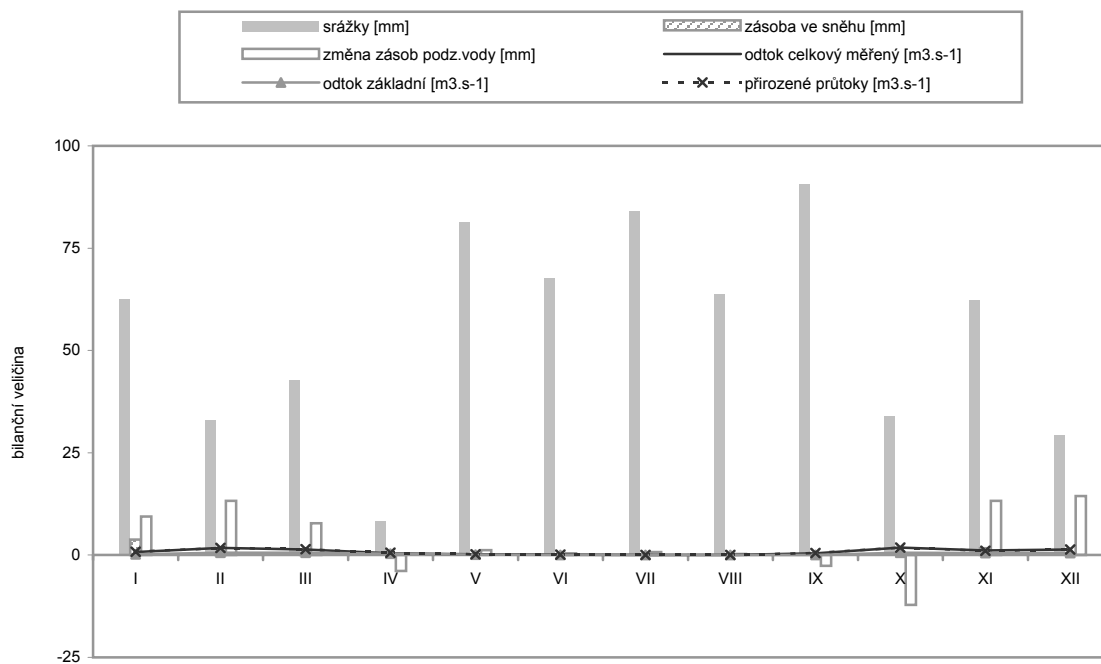 srážky [mm]
zásoba ve sněhu [mm]
změna zásob podz.vody [mm]
odtok celkový měřený [m3.s-1]
odtok základní [m3.s-1]
přirozené průtoky [m3.s-1]
100
75
50
25
0
-25
bilanční veličina
I II III IV V VI VII VIII IX X XI XII